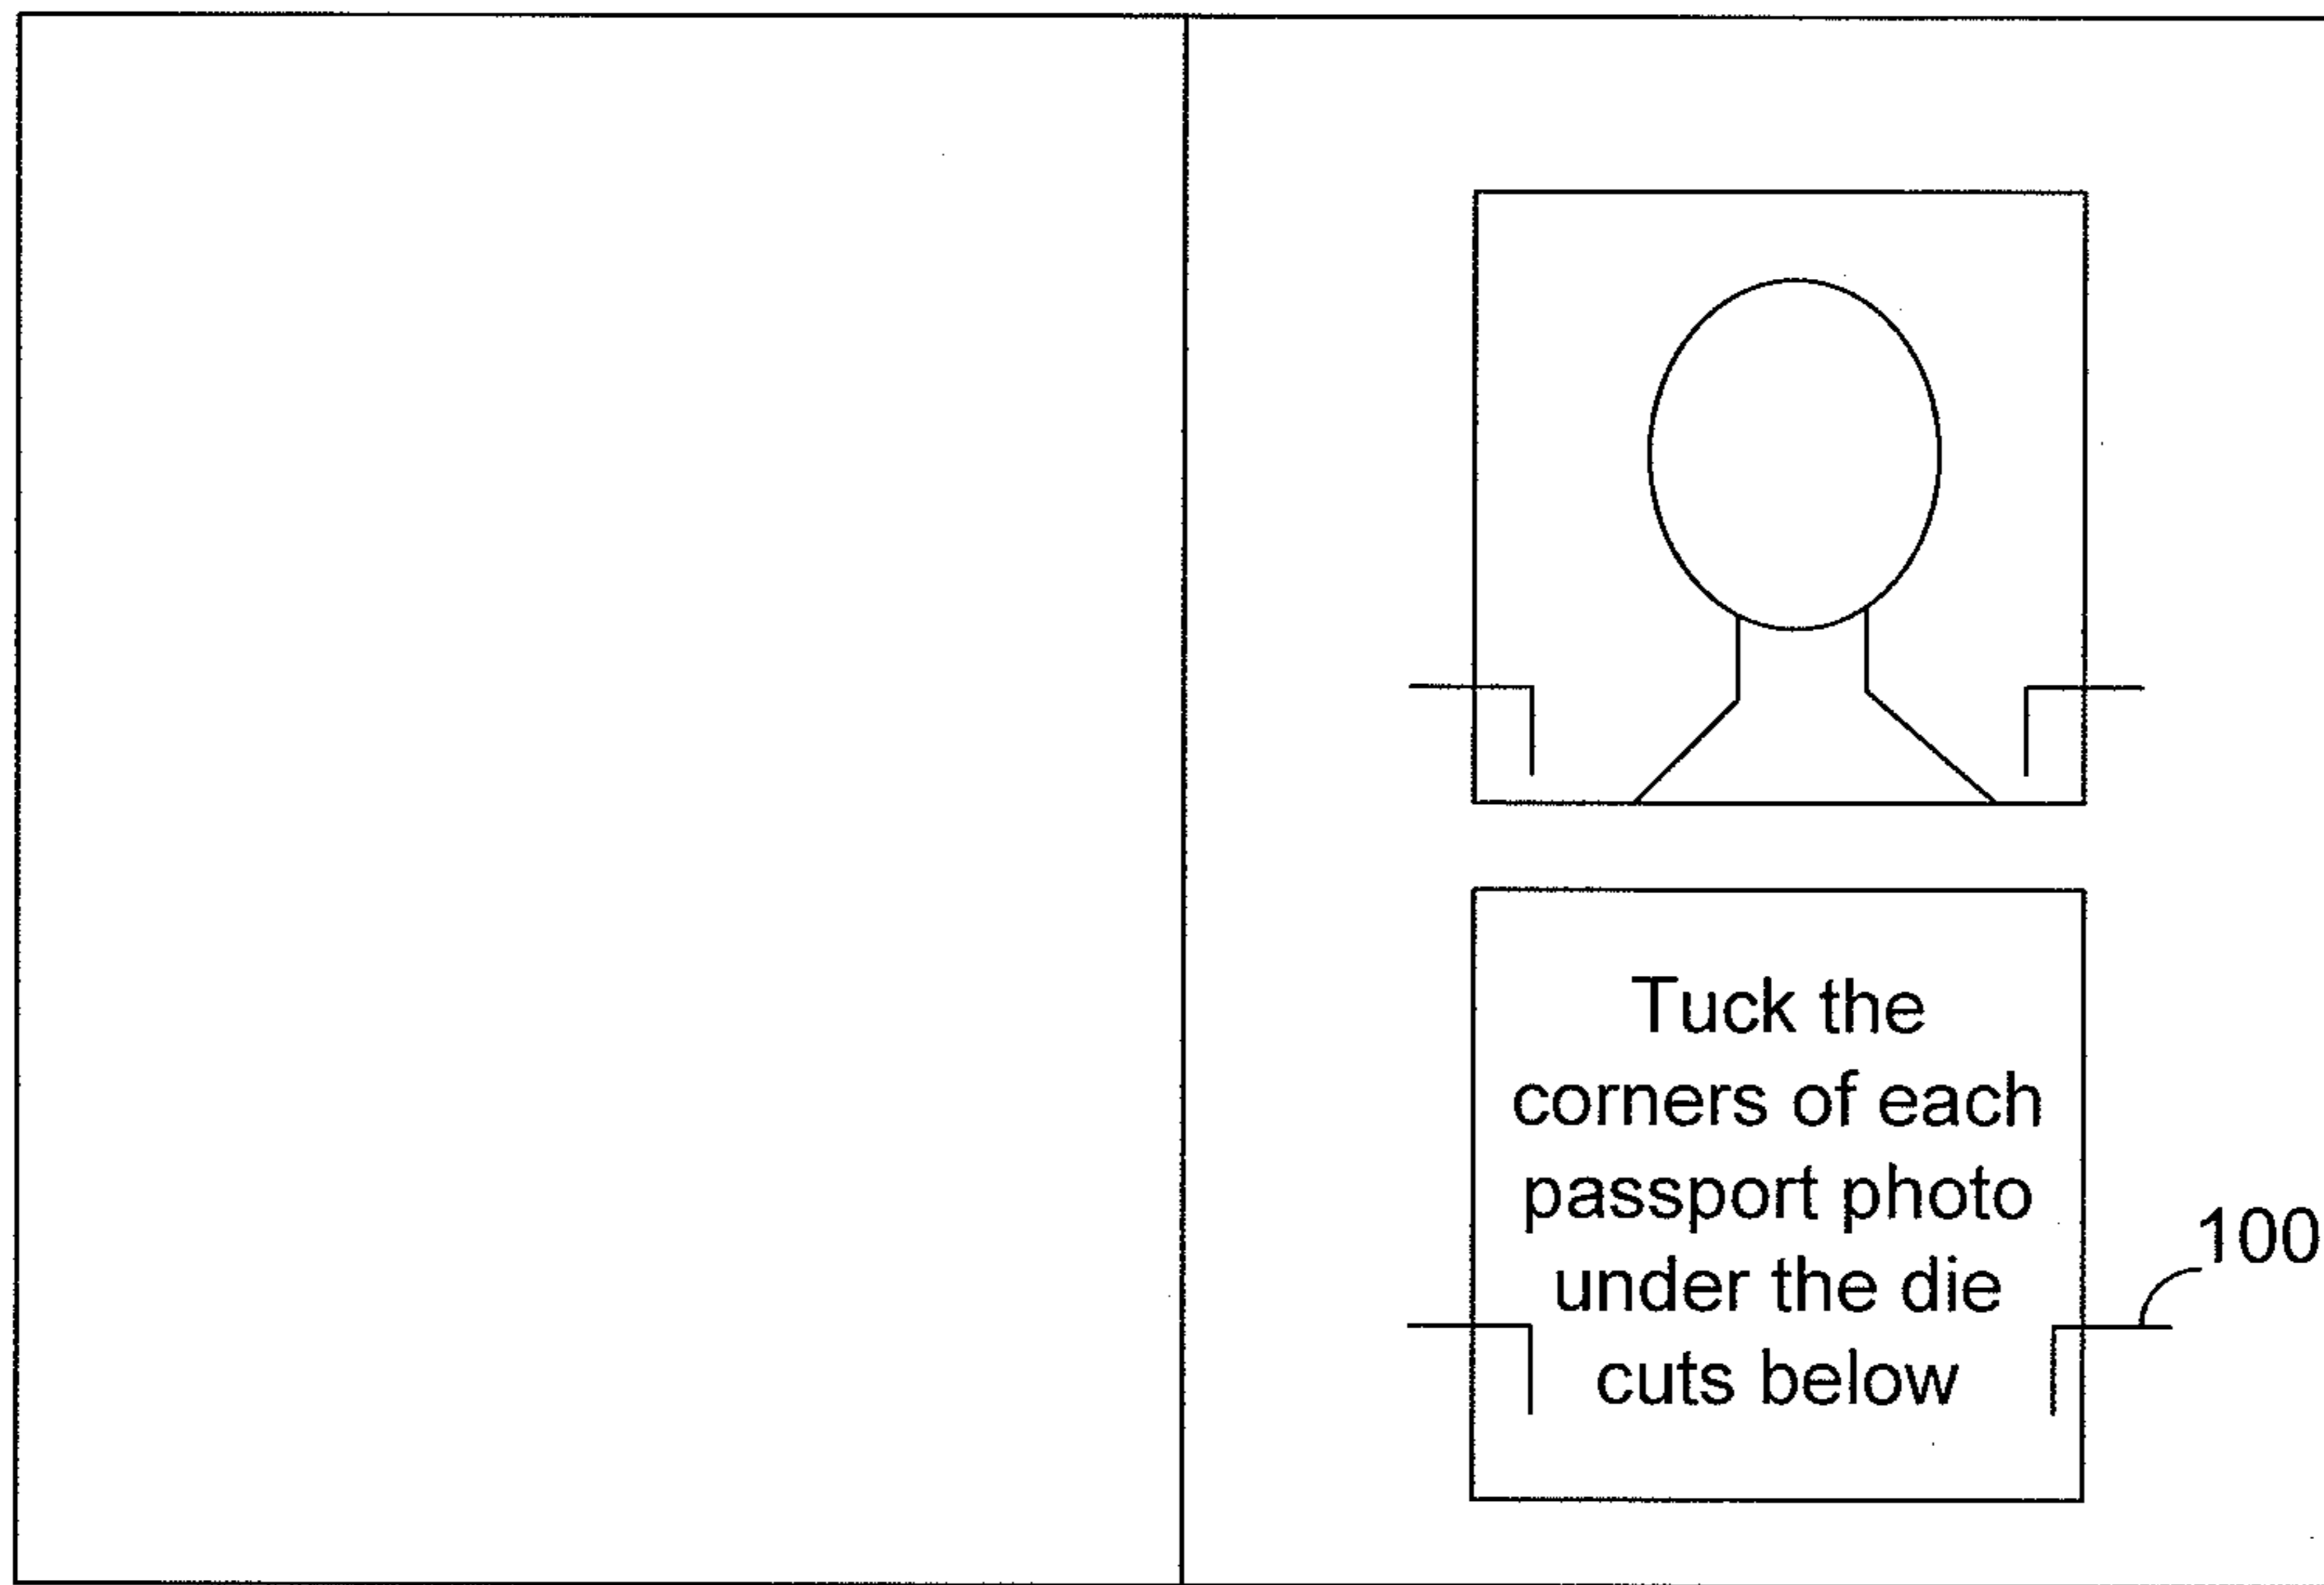 Tuck the
corners of each
passport photo
under the die
cuts below
100